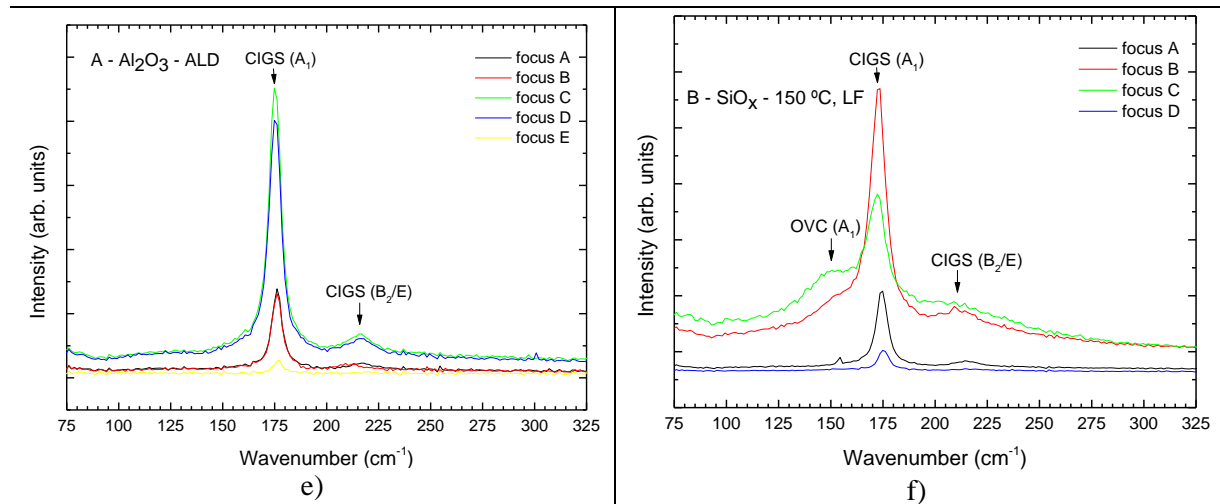 A - Al₂O₃ - ALD
CIGS (A₁)
focus A
focus B
focus C
focus D
focus E
CIGS (B₂/E)
Intensity (arb. units)
75 100 125 150 175 200 225 250 275 300 325
Wavenumber (cm⁻¹)
e)
B - SiOₓ - 150 ºC, LF
CIGS (A₁)
focus A
focus B
focus C
focus D
OVC (A₁)
CIGS (B₂/E)
Intensity (arb. units)
75 100 125 150 175 200 225 250 275 300 325
Wavenumber (cm⁻¹)
f)